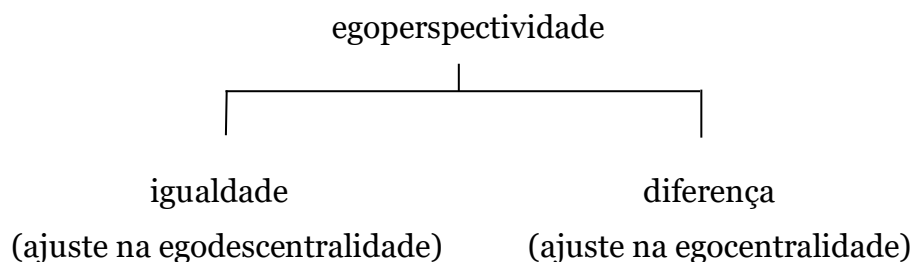 egoperspectividade
igualdade diferença
(ajuste na egodescentralidade) (ajuste na egocentralidade)